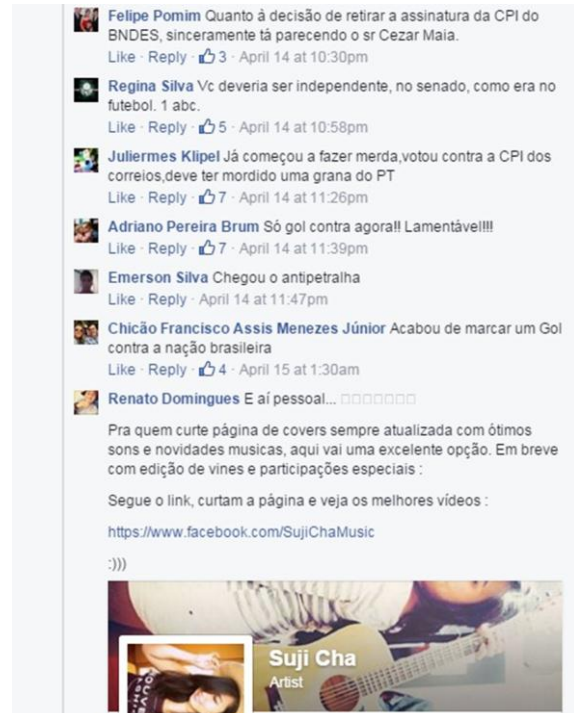 Felipe Pomim Quanto à decisão de retirar a assinatura da CPI do
BNDES, sinceramente tá parecendo o sr Cezar Maia.
Like · Reply · 3 · April 14 at 10:30pm
Regina Silva Vc deveria ser independente, no senado, como era no
futebol. 1 abc.
Like · Reply · 5 · April 14 at 10:58pm
Juliermes Klipel Já começou a fazer merda,votou contra a CPI dos
correios,deve ter mordido uma grana do PT
Like · Reply · 7 · April 14 at 11:26pm
Adriano Pereira Brum Só gol contra agora!! Lamentável!!!
Like · Reply · 7 · April 14 at 11:39pm
Emerson Silva Chegou o antipetralha
Like · Reply · April 14 at 11:47pm
Chicão Francisco Assis Menezes Júnior Acabou de marcar um Gol
contra a nação brasileira
Like · Reply · 4 · April 15 at 1:30am
Renato Domingues E aí pessoal... □□□□□□□
Pra quem curte página de covers sempre atualizada com ótimos
sons e novidades musicas, aqui vai uma excelente opção. Em breve
com edição de vines e participações especiais :
Segue o link, curtam a página e veja os melhores vídeos :
https://www.facebook.com/SujiChaMusic
:)))
Suji Cha
Artist